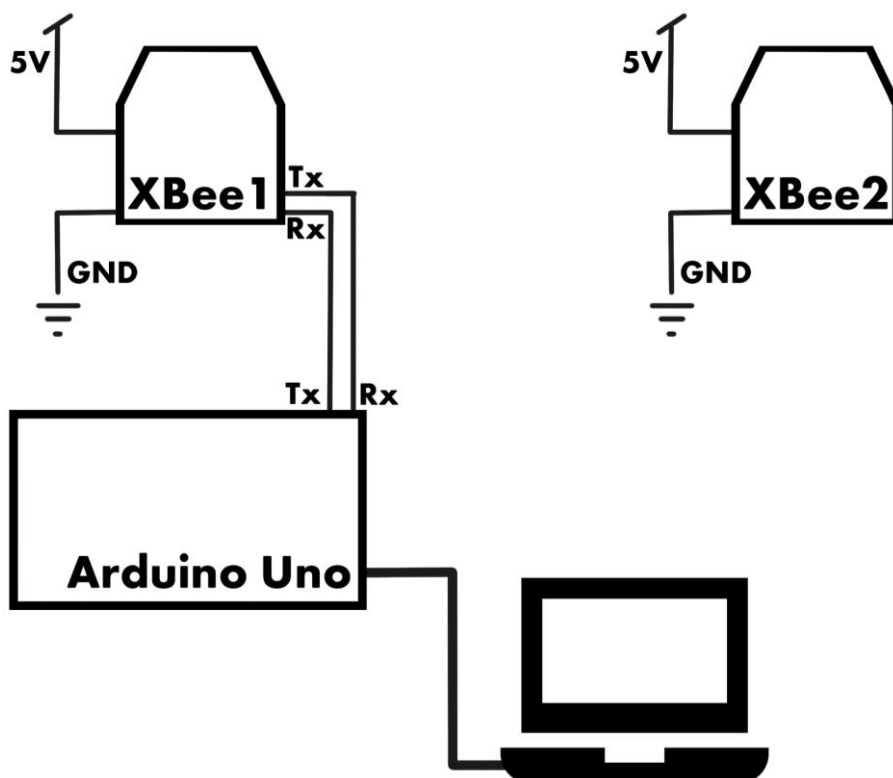 5V
XBee1
Tx
Rx
GND
5V
XBee2
GND
Tx
Rx
Arduino Uno